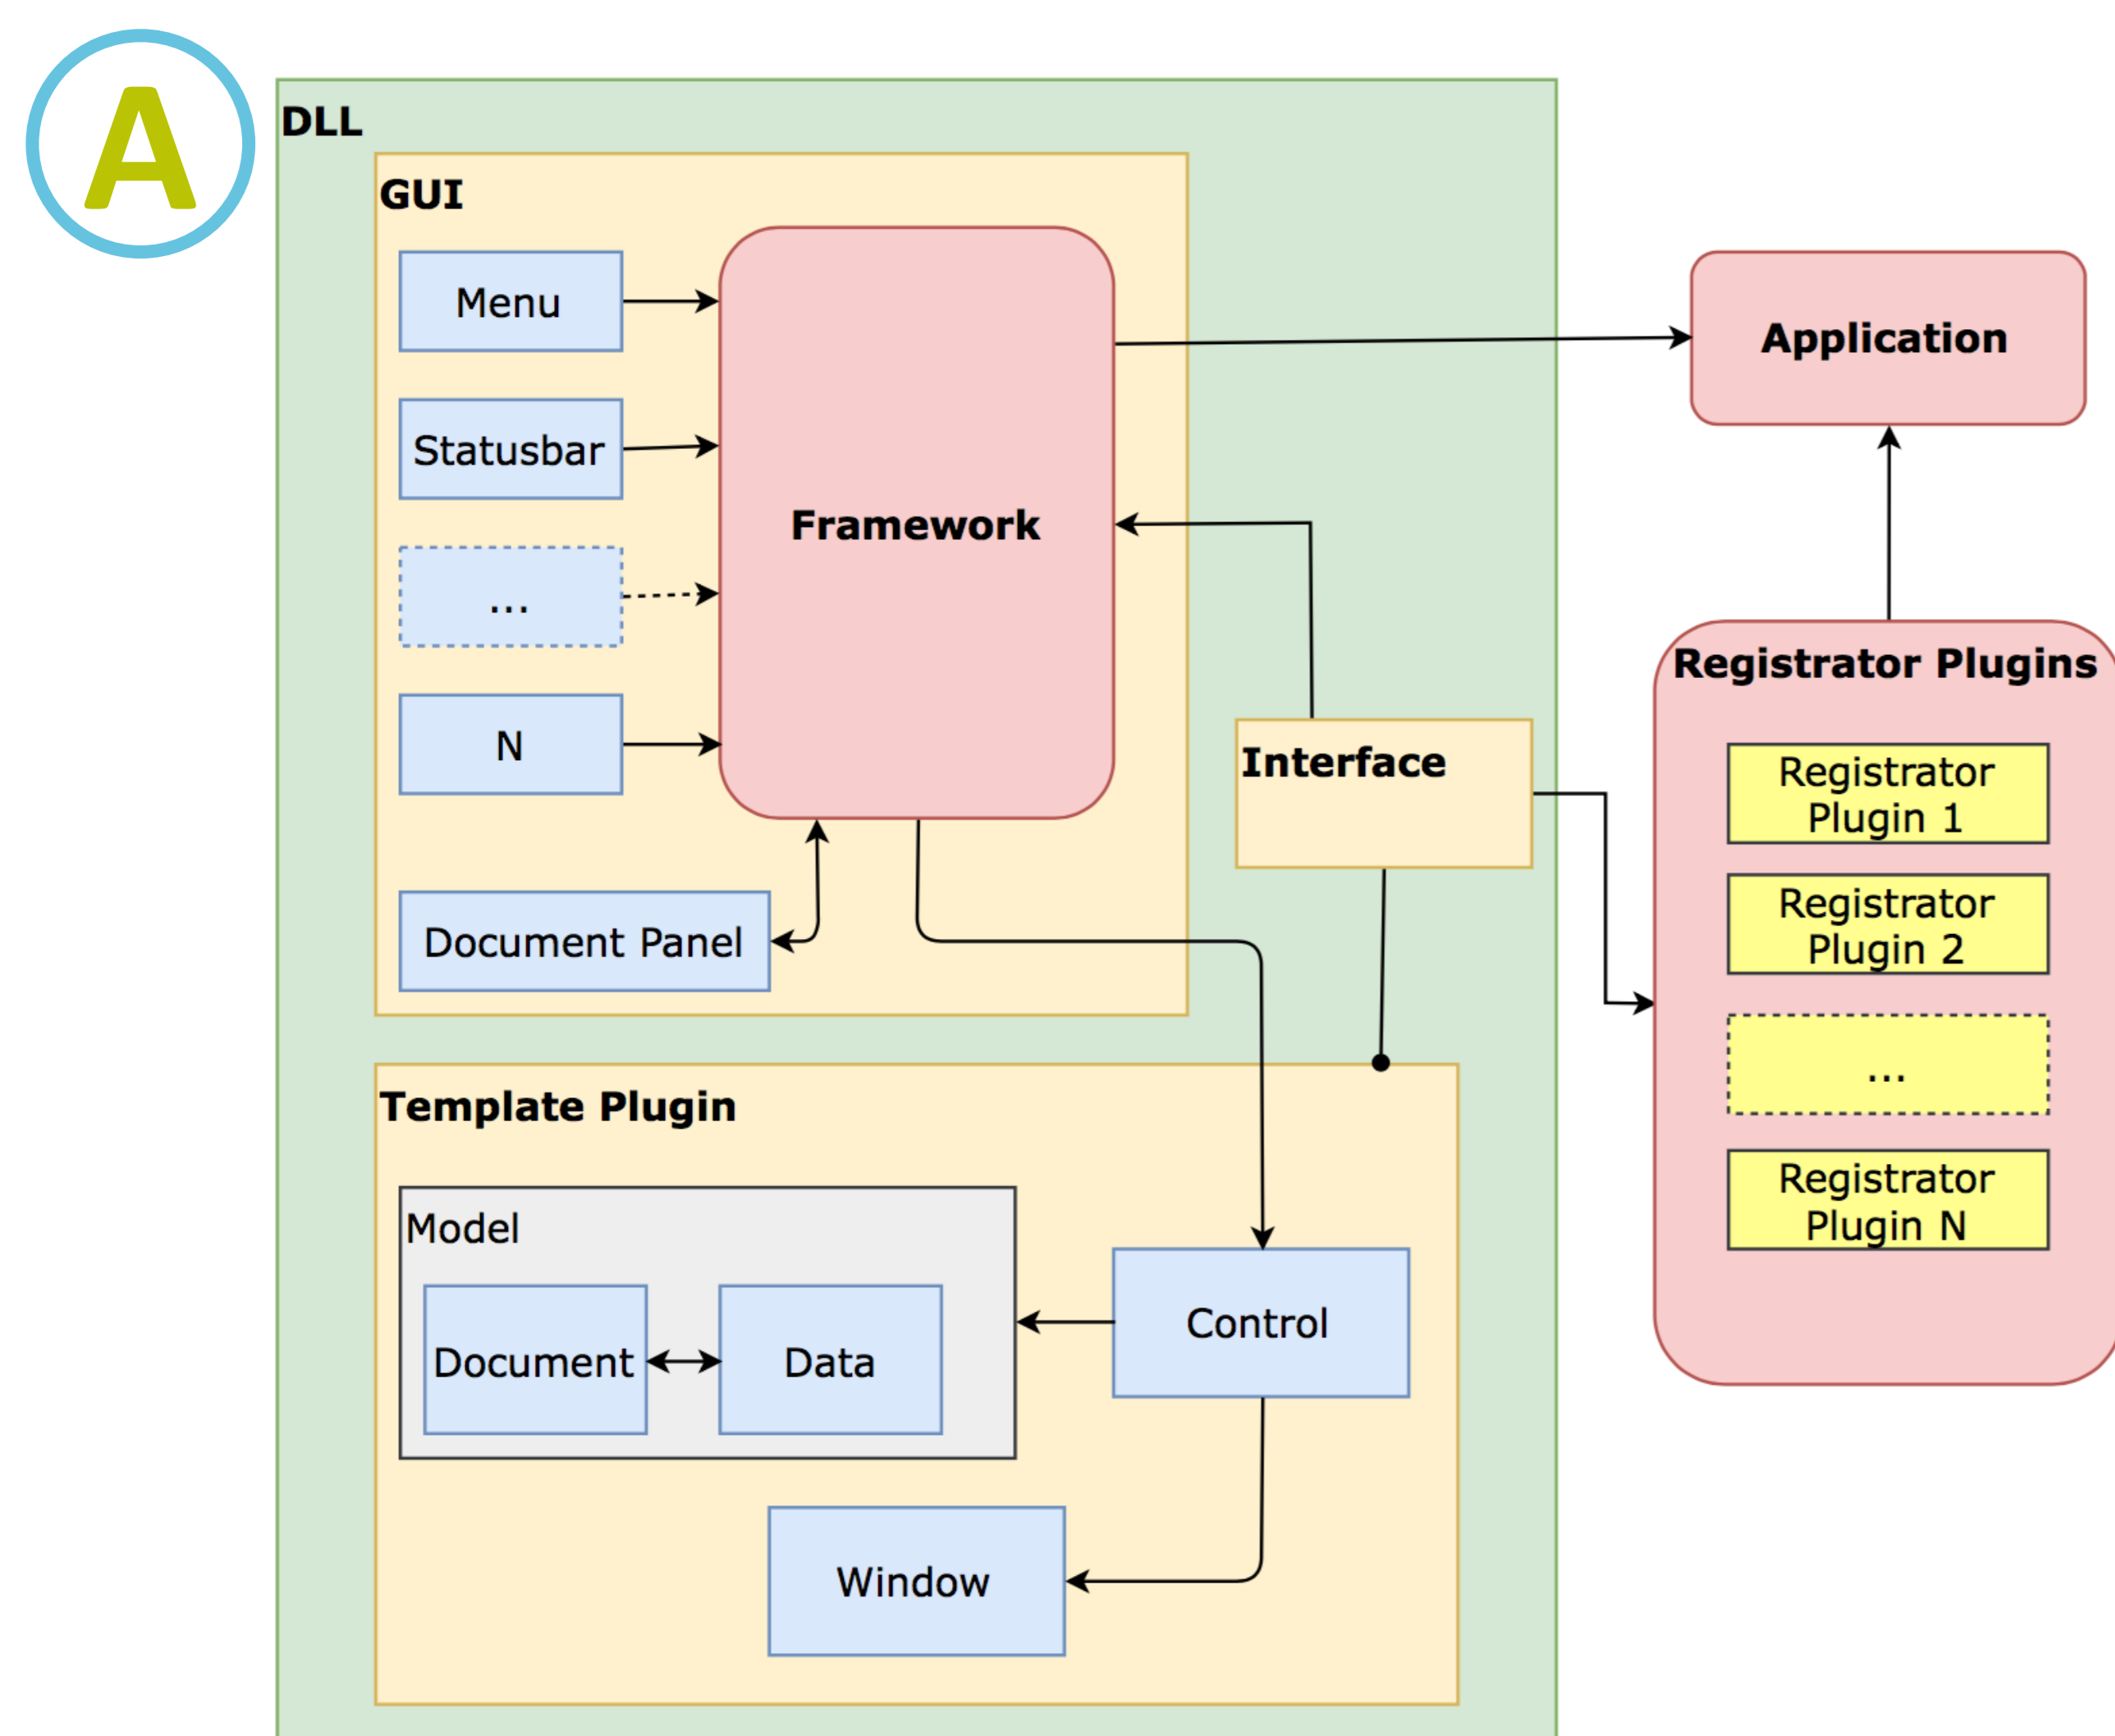 A
DLL
GUI
Menu
Statusbar
...
N
Framework
Document Panel
Application
Interface
Registrator Plugins
Registrator
Plugin 1
Registrator
Plugin 2
...
Registrator
Plugin N
Template Plugin
Model
Document
Data
Control
Window